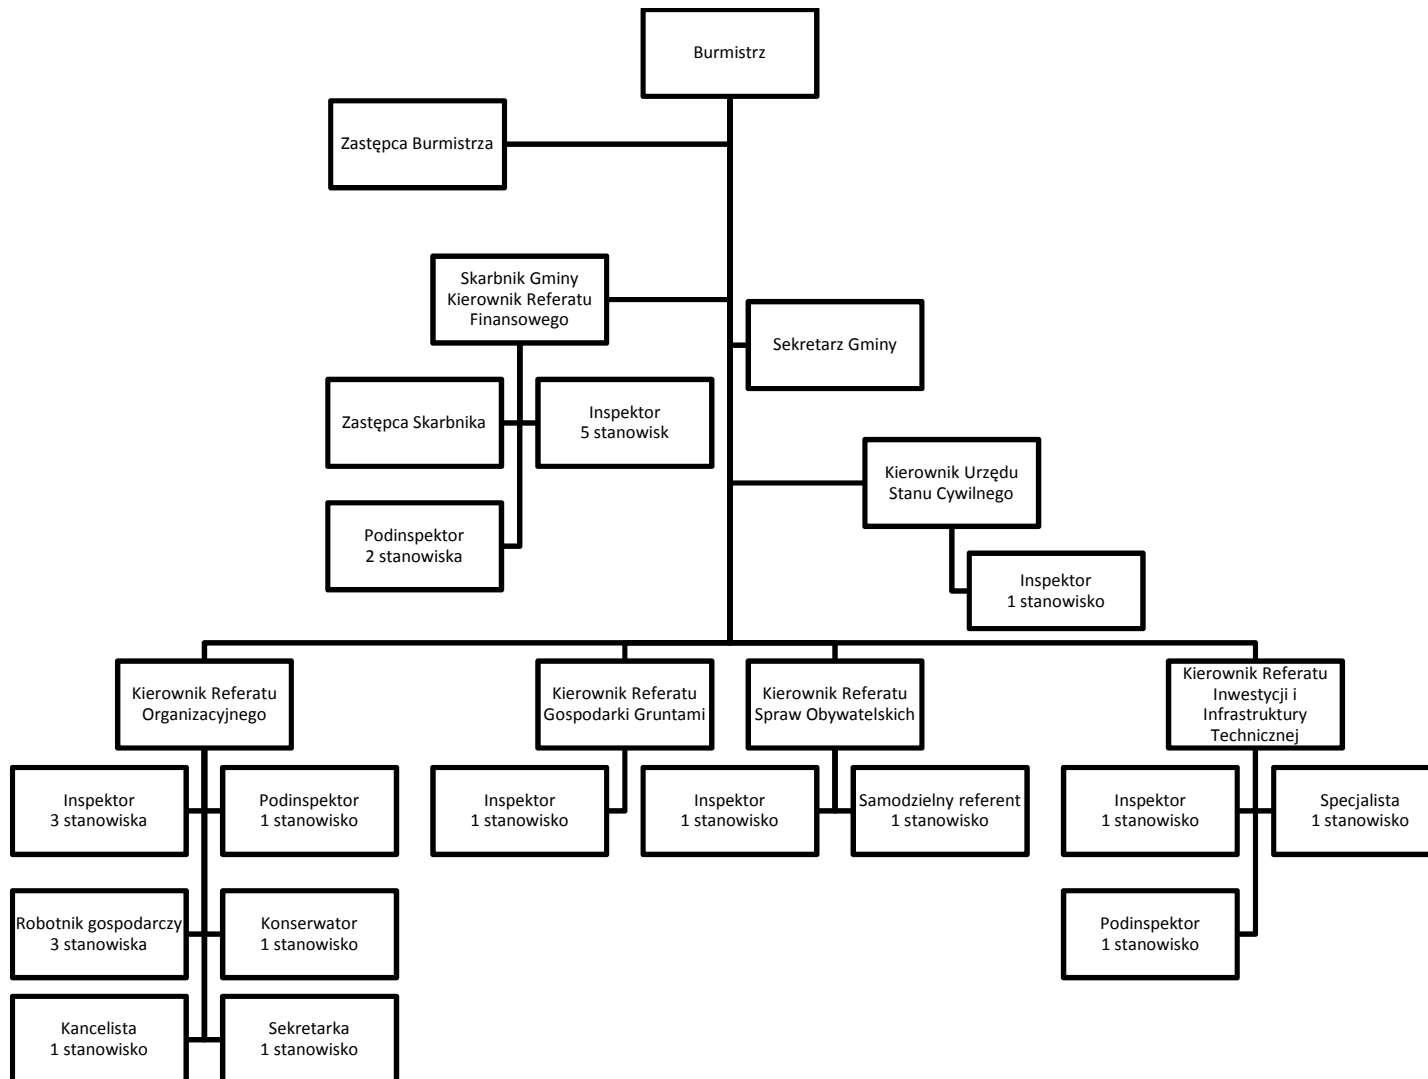 Burmistrz
Zastępca Burmistrza
Skarbnik Gminy
Kierownik Referatu
Finansowego
Sekretarz Gminy
Zastępca Skarbnika
Inspektor
5 stanowisk
Kierownik Urzędu
Stanu Cywilnego
Podinspektor
2 stanowiska
Inspektor
1 stanowisko
Kierownik Referatu
Organizacyjnego
Kierownik Referatu
Gospodarki Gruntami
Kierownik Referatu
Spraw Obywatelskich
Kierownik Referatu
Inwestycji i
Infrastruktury
Technicznej
Inspektor
3 stanowiska
Podinspektor
1 stanowisko
Inspektor
1 stanowisko
Inspektor
1 stanowisko
Samodzielny referent
1 stanowisko
Inspektor
1 stanowisko
Specjalista
1 stanowisko
Robotnik gospodarczy
3 stanowiska
Konserwator
1 stanowisko
Podinspektor
1 stanowisko
Kancelista
1 stanowisko
Sekretarka
1 stanowisko